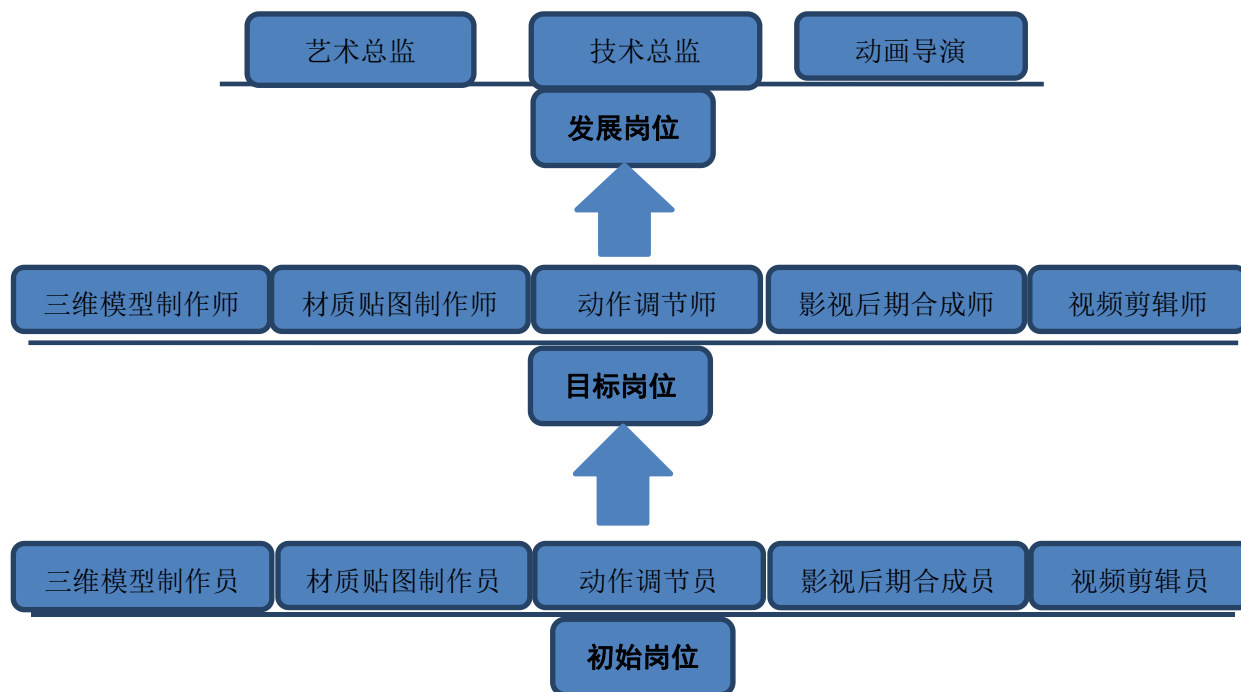 艺术总监 技术总监 动画导演
发展岗位
三维模型制作师 材质贴图制作师 动作调节师 影视后期合成师 视频剪辑师
目标岗位
三维模型制作员 材质贴图制作员 动作调节员 影视后期合成员 视频剪辑员
初始岗位